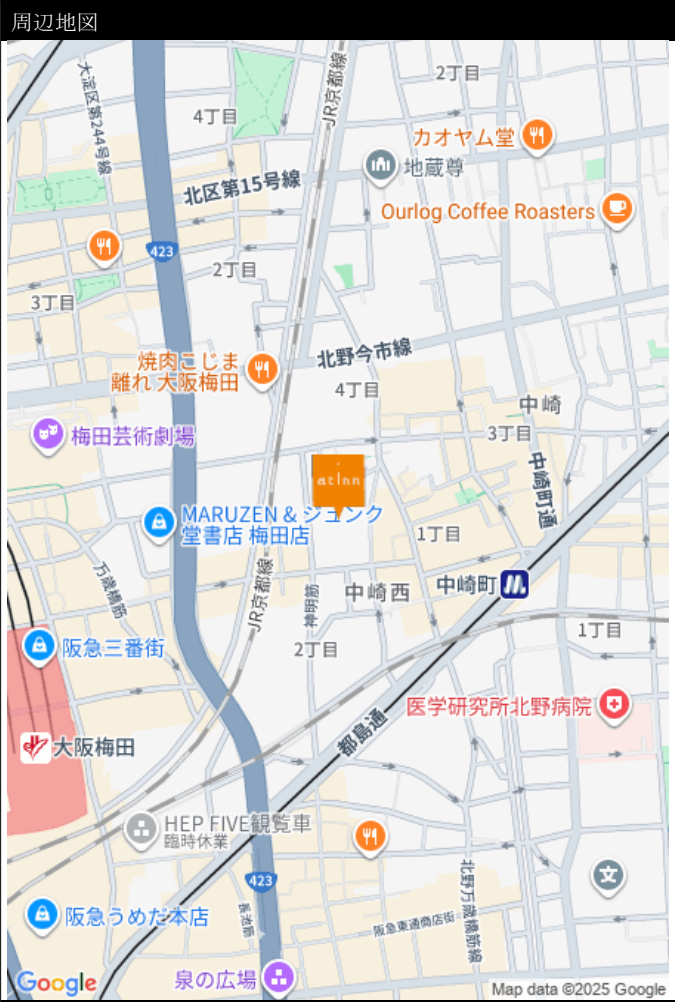 周辺地図
大淀区第244号線
JR京都線
2丁目
4丁目
カオヤム堂
地蔵尊
北区第15号線
Ourlog Coffee Roasters
423
2丁目
3丁目
北野今市線
焼肉こじま
離れ 大阪梅田
4丁目
中崎
3丁目
梅田芸術劇場
中崎町通
at inn
MARUZEN & ジュンク
堂書店 梅田店
1丁目
万歳橋筋
JR京都線
神明筋
中崎西
中崎町
1丁目
阪急三番街
2丁目
医学研究所北野病院
都島通
大阪梅田
HEP FIVE観覧車
臨時休業
423
北野万歳橋筋線
阪急うめだ本店
阪急東通商店街
泉の広場
Google
Map data ©2025 Google